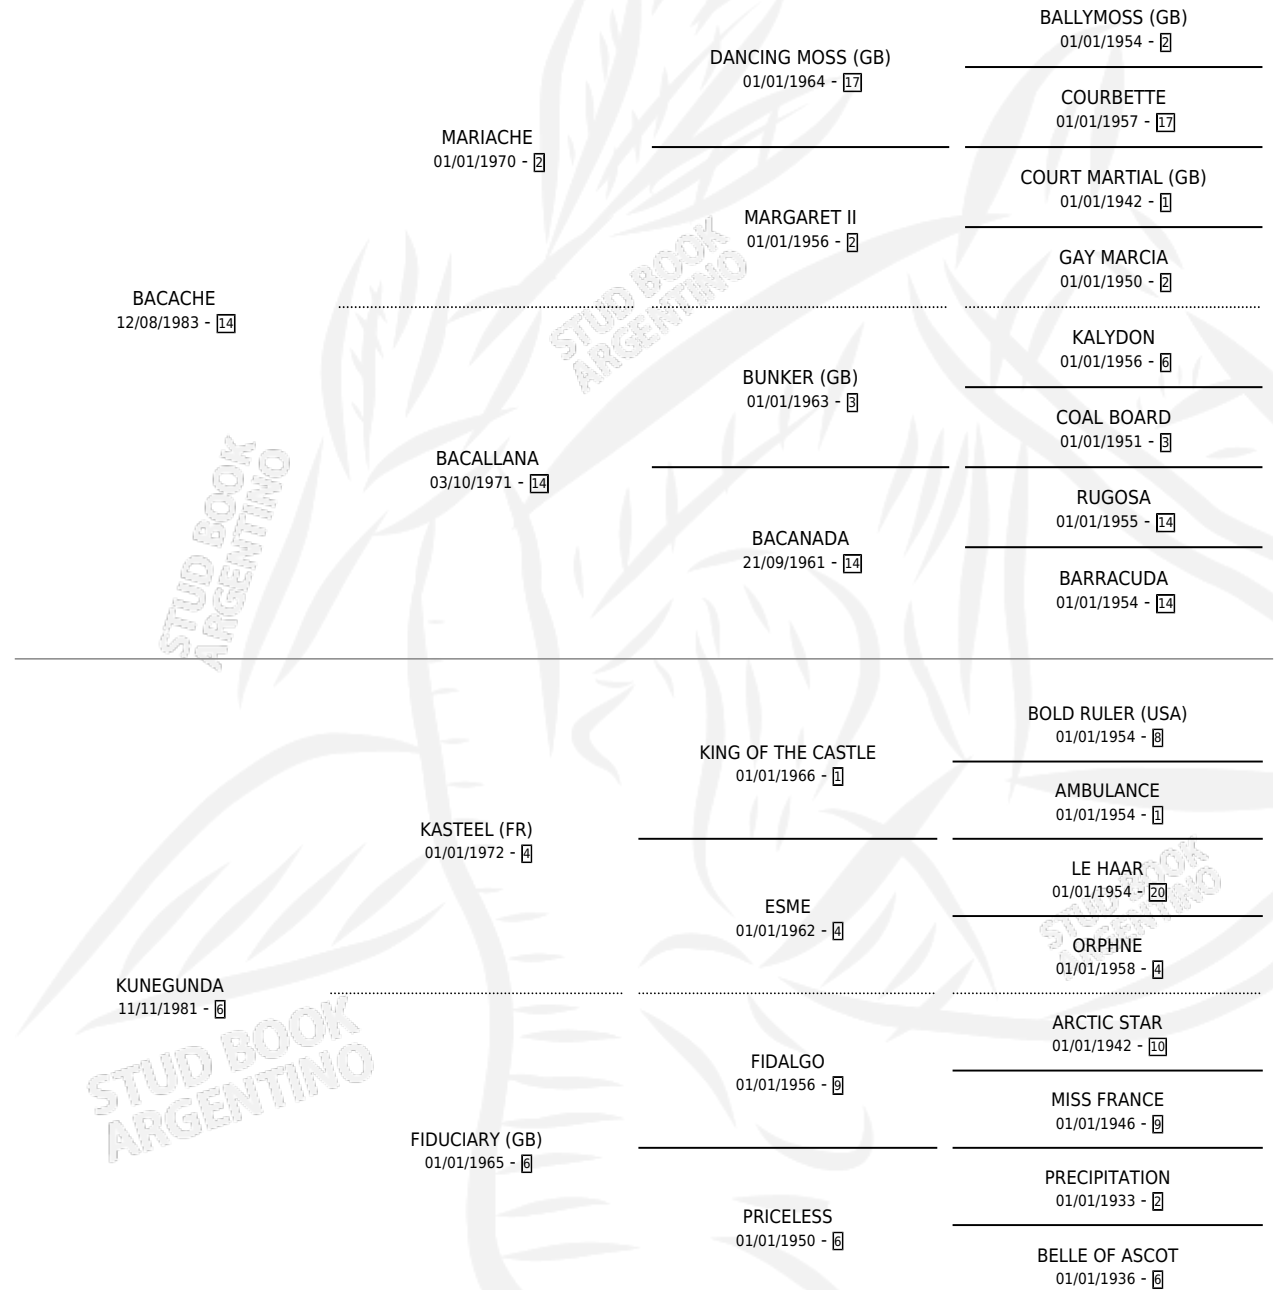 BALLYMOSS (GB)
01/01/1954 - 2
DANCING MOSS (GB)
01/01/1964 - 17
COURBETTE
01/01/1957 - 17
MARIACHE
01/01/1970 - 2
COURT MARTIAL (GB)
01/01/1942 - 1
MARGARET II
01/01/1956 - 2
GAY MARCIA
01/01/1950 - 2
BACACHE
12/08/1983 - 14
KALYDON
01/01/1956 - 6
BUNKER (GB)
01/01/1963 - 3
COAL BOARD
01/01/1951 - 3
BACALLANA
03/10/1971 - 14
RUGOSA
01/01/1955 - 14
BACANADA
21/09/1961 - 14
BARRACUDA
01/01/1954 - 14
STUD BOOK
ARGENTINO
STUD BOOK
ARGENTINO
BOLD RULER (USA)
01/01/1954 - 8
KING OF THE CASTLE
01/01/1966 - 1
AMBULANCE
01/01/1954 - 1
KASTEEL (FR)
01/01/1972 - 4
LE HAAR
01/01/1954 - 20
ESME
01/01/1962 - 4
ORPHNE
01/01/1958 - 4
KUNEGUNDA
11/11/1981 - 6
ARCTIC STAR
01/01/1942 - 10
FIDALGO
01/01/1956 - 9
MISS FRANCE
01/01/1946 - 9
FIDUCIARY (GB)
01/01/1965 - 6
PRECIPITATION
01/01/1933 - 2
PRICELESS
01/01/1950 - 6
BELLE OF ASCOT
01/01/1936 - 6
STUD BOOK
ARGENTINO
STUD BOOK
ARGENTINO